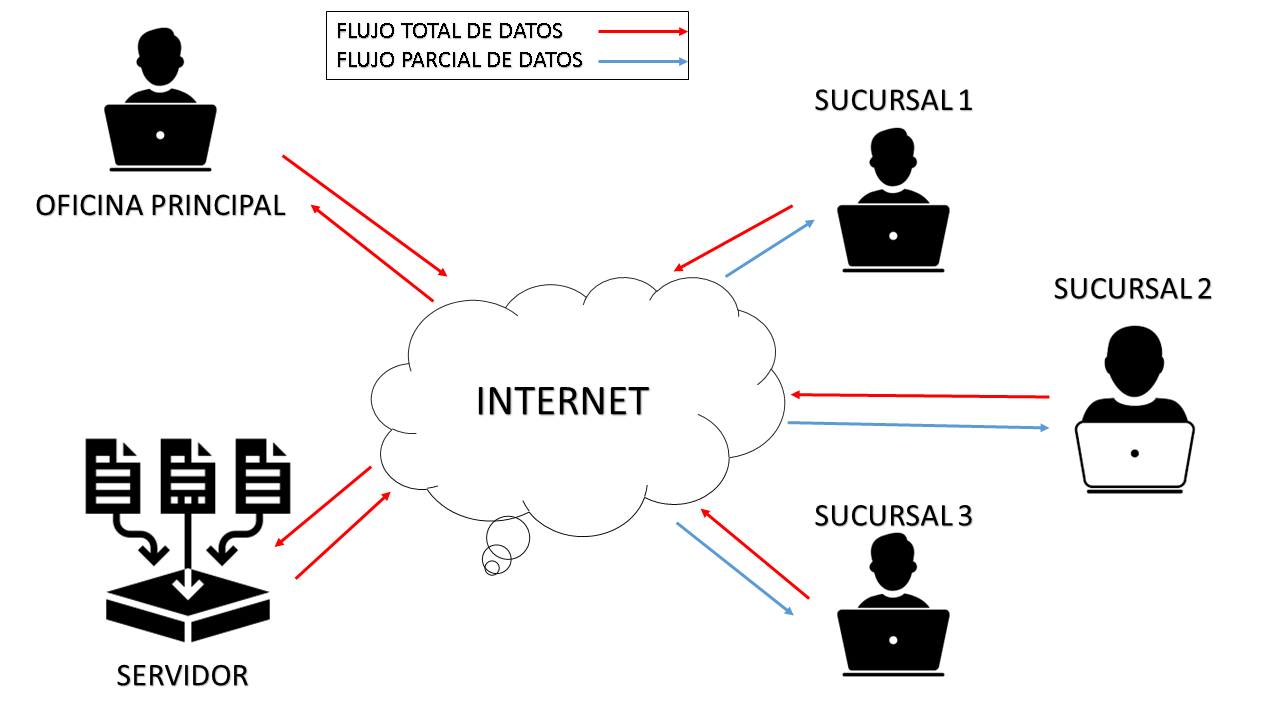 FLUJO TOTAL DE DATOS
FLUJO PARCIAL DE DATOS
SUCURSAL 1
OFICINA PRINCIPAL
SUCURSAL 2
INTERNET
SUCURSAL 3
SERVIDOR